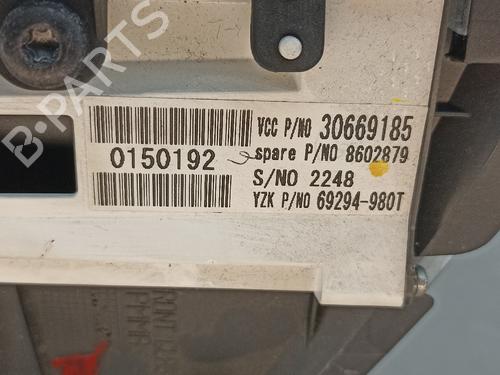 B-PARTS
VCC P/NO 30669185
0150192
spare P/NO 8602879
S/NO 2248
YZK P/NO 69294-980T